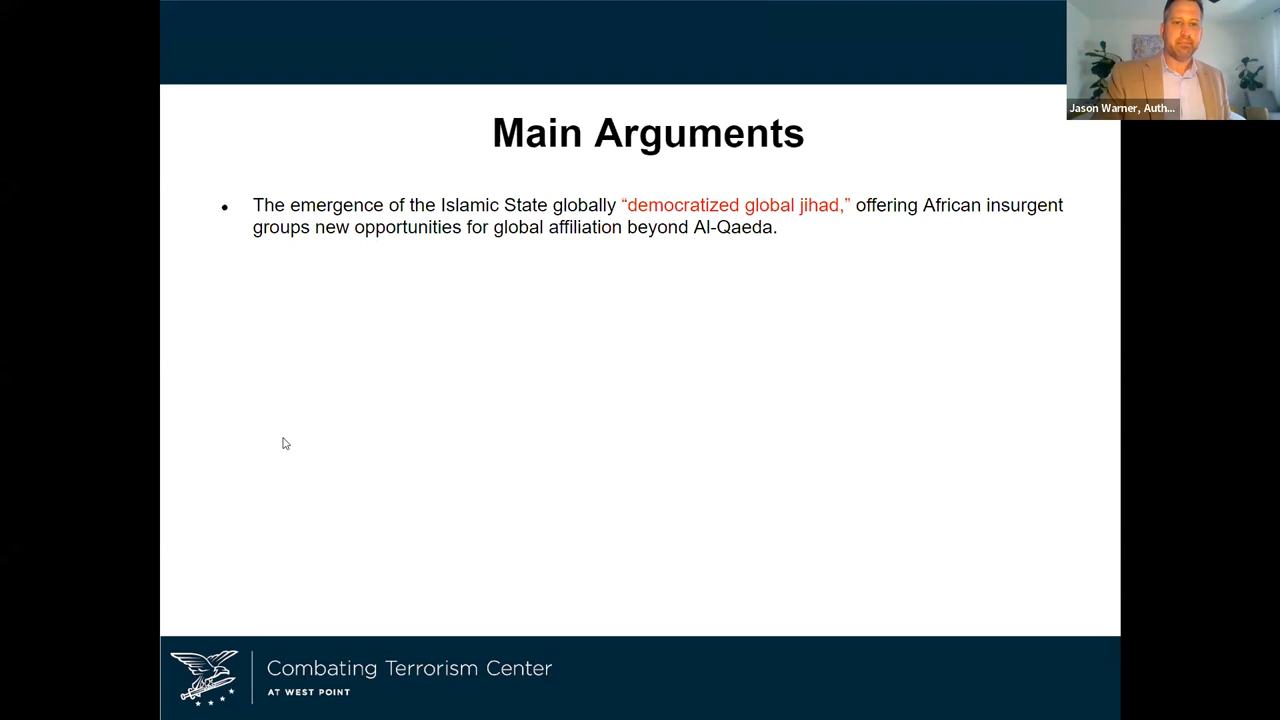 Jason Warner, Auth...
Main Arguments
• The emergence of the Islamic State globally “democratized global jihad,” offering African insurgent
groups new opportunities for global affiliation beyond Al-Qaeda.
Combating Terrorism Center
AT WEST POINT